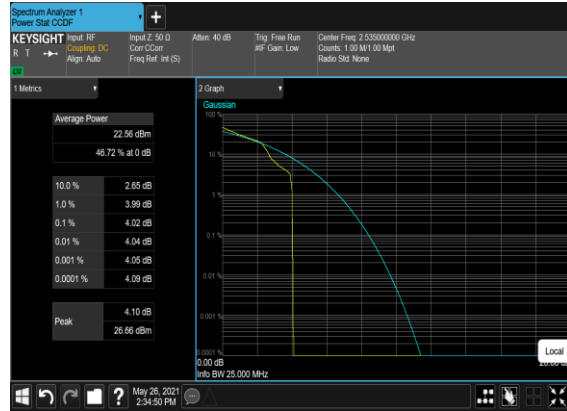 Spectrum Analyzer 1
Power Stat CCDF
KEYSIGHT
R T
LXI
Input: RF
Coupling: DC
Align: Auto
Input Z: 50 Ω
Corr CCorr
Freq Ref: Int (S)
Atten: 40 dB
Trig: Free Run
#IF Gain: Low
Center Freq: 2.535000000 GHz
Counts: 1.00 M/1.00 Mpt
Radio Std: None
1 Metrics
Average Power
22.56 dBm
46.72 % at 0 dB
10.0 % 2.65 dB
1.0 % 3.99 dB
0.1 % 4.02 dB
0.01 % 4.04 dB
0.001 % 4.05 dB
0.0001 % 4.09 dB
Peak 4.10 dB
26.66 dBm
2 Graph
Gaussian
100 %
10 %
1 %
0.1 %
0.01 %
0.001 %
0.0001 %
0.00 dB
Info BW 25.000 MHz
Local
?
May 26, 2021
2:34:50 PM